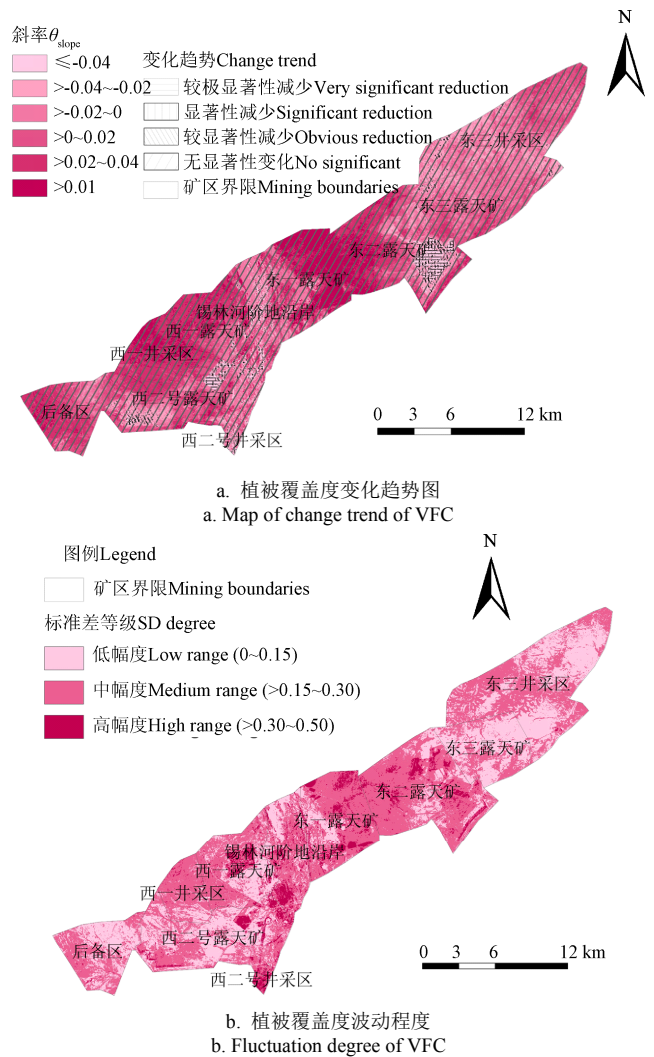 N
斜率θslope
≤-0.04
>-0.04~-0.02
>-0.02~0
>0~0.02
>0.02~0.04
>0.01
变化趋势Change trend
较极显著性减少Very significant reduction
显著性减少Significant reduction
较显著性减少Obvious reduction
无显著性变化No significant
矿区界限Mining boundaries
东三井采区
东三露天矿
东二露天矿
东一露天矿
锡林河阶地沿岸
西一露天矿
西一井采区
西二号露天矿
后备区
西二号井采区
0 3 6 12 km
a. 植被覆盖度变化趋势图
a. Map of change trend of VFC
图例Legend
N
矿区界限Mining boundaries
标准差等级SD degree
低幅度Low range (0~0.15)
中幅度Medium range (>0.15~0.30)
高幅度High range (>0.30~0.50)
东三井采区
东三露天矿
东二露天矿
东一露天矿
锡林河阶地沿岸
西一露天矿
西一井采区
西二号露天矿
后备区
西二号井采区
0 3 6 12 km
b. 植被覆盖度波动程度
b. Fluctuation degree of VFC